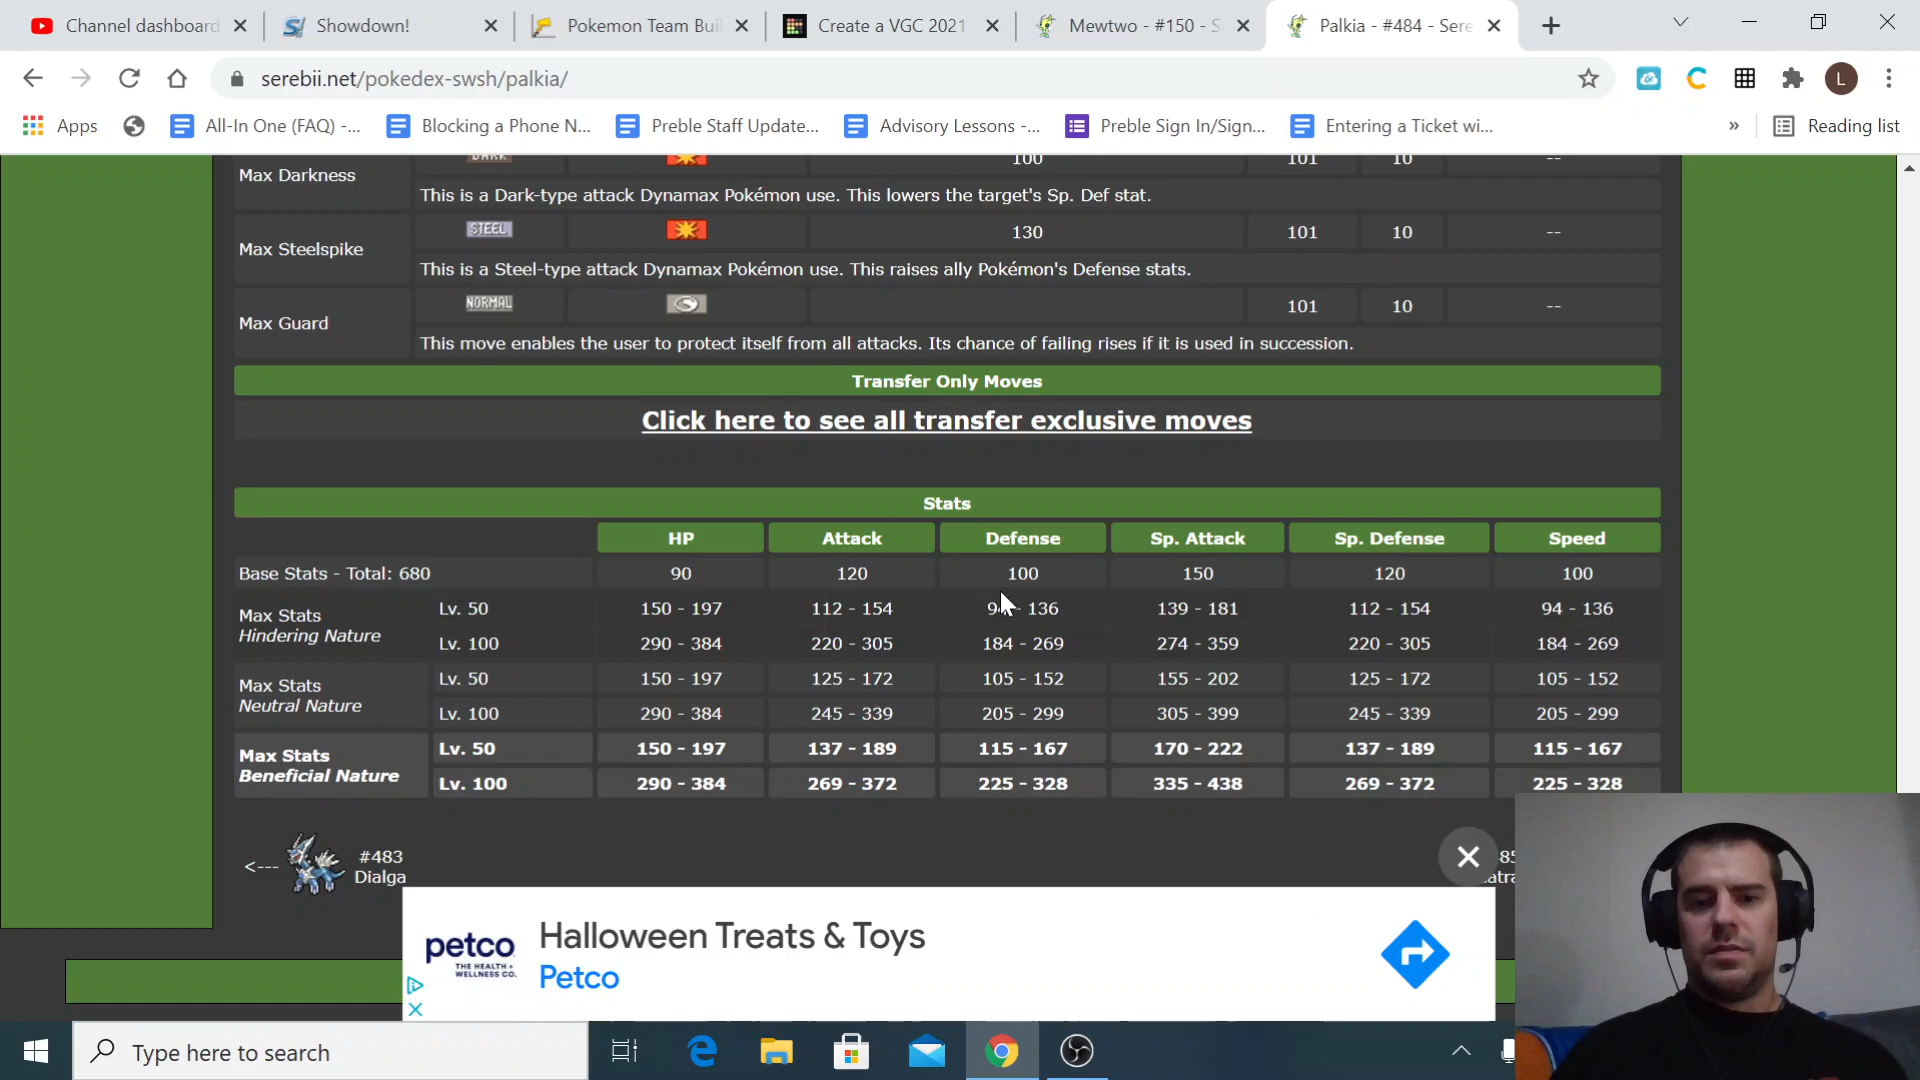 Channel dashboard
Showdown!
Pokemon Team Bui
Create a VGC 2021
Mewtwo - #150 - S
Palkia - #484 - Sere
serebii.net/pokedex-swsh/palkia/
L
Apps
All-In One (FAQ) -...
Blocking a Phone N...
Preble Staff Update...
Advisory Lessons -...
Preble Sign In/Sign...
Entering a Ticket wi...
»
Reading list
Max Darkness DARK 100 101 10 --
This is a Dark-type attack Dynamax Pokémon use. This lowers the target's Sp. Def stat.
Max Steelspike STEEL 130 101 10 --
This is a Steel-type attack Dynamax Pokémon use. This raises ally Pokémon's Defense stats.
Max Guard NORMAL 101 10 --
This move enables the user to protect itself from all attacks. Its chance of failing rises if it is used in succession.
Transfer Only Moves
Click here to see all transfer exclusive moves
Stats
HP Attack Defense Sp. Attack Sp. Defense Speed
Base Stats - Total: 680 90 120 100 150 120 100
Max Stats
Hindering Nature
Lv. 50 150 - 197 112 - 154 94 - 136 139 - 181 112 - 154 94 - 136
Lv. 100 290 - 384 220 - 305 184 - 269 274 - 359 220 - 305 184 - 269
Max Stats
Neutral Nature
Lv. 50 150 - 197 125 - 172 105 - 152 155 - 202 125 - 172 105 - 152
Lv. 100 290 - 384 245 - 339 205 - 299 305 - 399 245 - 339 205 - 299
Max Stats
Beneficial Nature
Lv. 50 150 - 197 137 - 189 115 - 167 170 - 222 137 - 189 115 - 167
Lv. 100 290 - 384 269 - 372 225 - 328 335 - 438 269 - 372 225 - 328
<---
#483
Dialga
petco
THE HEALTH +
WELLNESS CO.
Halloween Treats & Toys
Petco
Type here to search